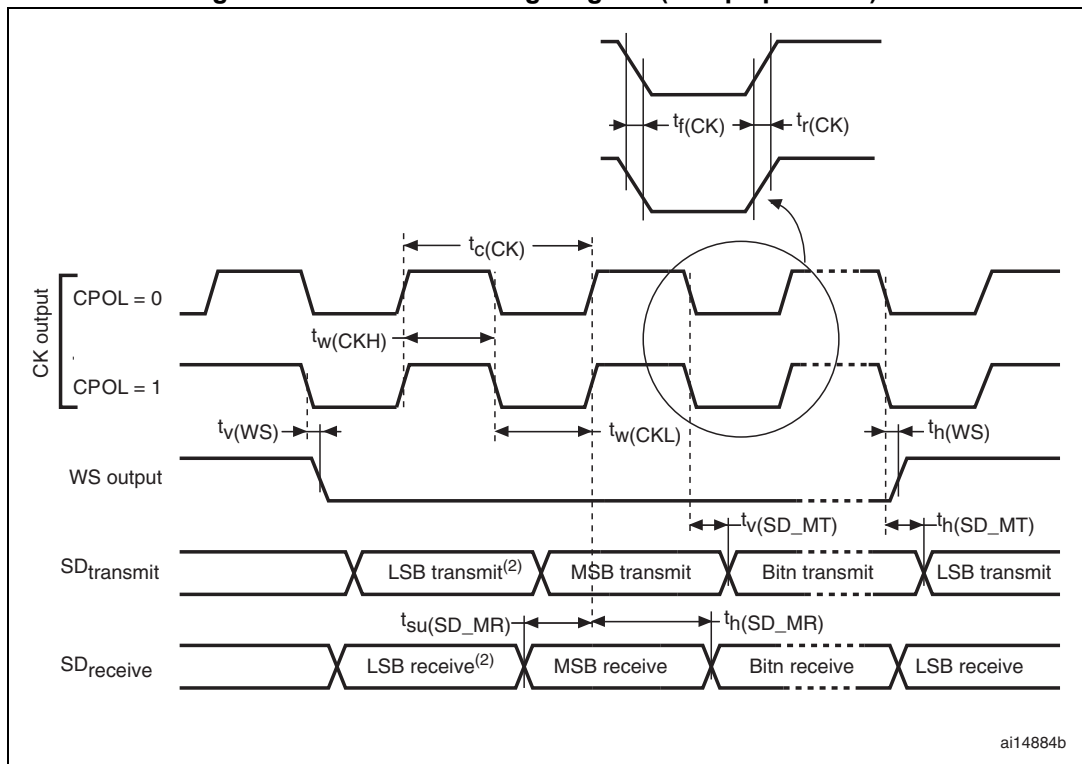 tf(CK)
tr(CK)
tc(CK)
CK output
CPOL = 0
tw(CKH)
CPOL = 1
tv(WS)
tw(CKL)
th(WS)
WS output
tv(SD_MT)
th(SD_MT)
SDtransmit
LSB transmit(2)
MSB transmit
Bitn transmit
LSB transmit
tsu(SD_MR)
th(SD_MR)
SDreceive
LSB receive(2)
MSB receive
Bitn receive
LSB receive
ai14884b